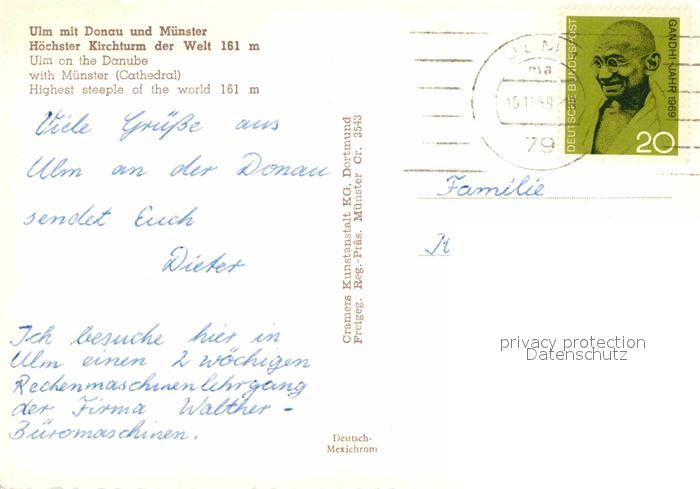 Ulm mit Donau und Münster
Höchster Kirchturm der Welt 161 m
Ulm on the Danube
with Münster (Cathedral)
Highest steeple of the world 161 m
Viele Grüße aus
Ulm an der Donau
sendet Euch
Dieter
Ich besuche hier in
Ulm einen 2 wöchigen
Rechenmaschinenlehrgang
der Firma Walther-
Büromaschinen.
Cramers Kunstanstalt KG, Dortmund
Freigeg. Reg.-Präs. Münster Cr. 3543
Deutsch-
Mexichrom
ULM
79
DEUTSCHE BUNDESPOST
GANDHI-JAHR 1969
20
Familie
K
privacy protection
Datenschutz